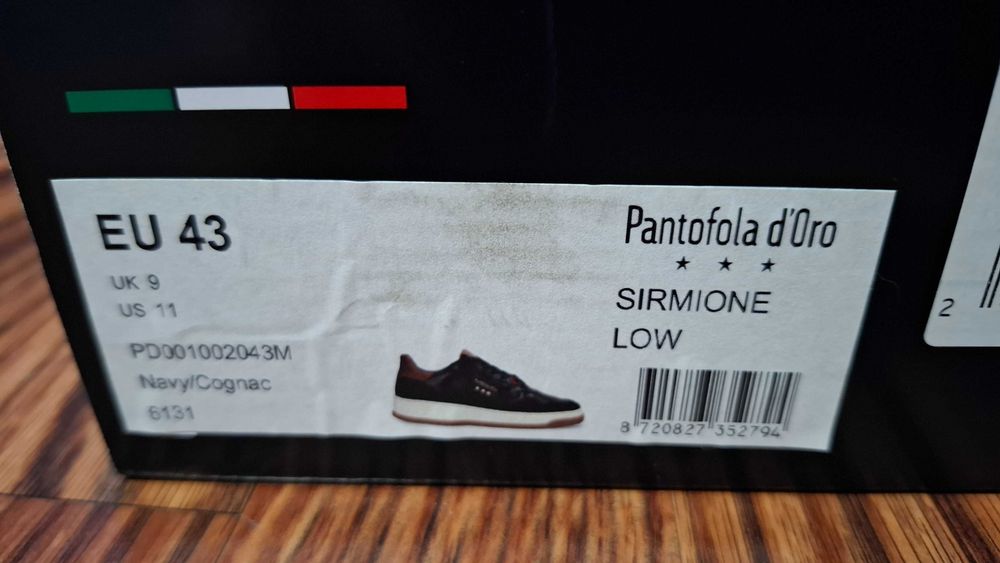 EU 43
UK 9
US 11
PD001002043M
Navy/Cognac
6131
Pantofola d'Oro
★ ★ ★
SIRMIONE
LOW
8 720827 352794
2